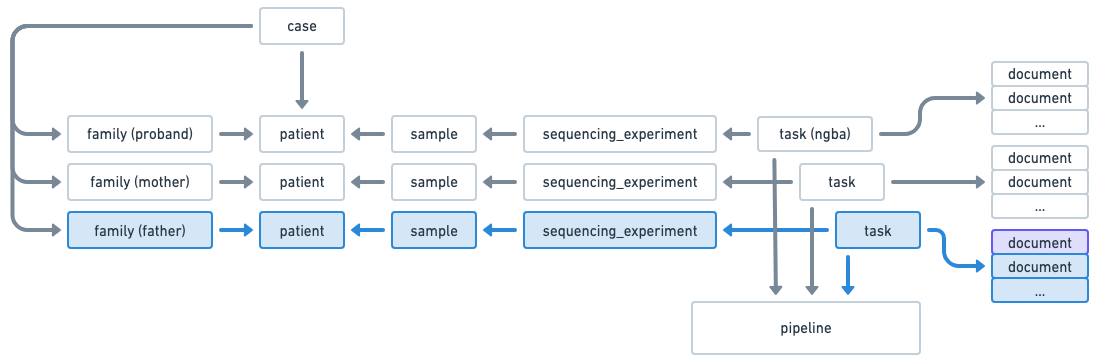 case
document
document
...
family (proband)
patient
sample
sequencing_experiment
task (ngba)
document
document
...
family (mother)
patient
sample
sequencing_experiment
task
family (father)
patient
sample
sequencing_experiment
task
document
document
...
pipeline